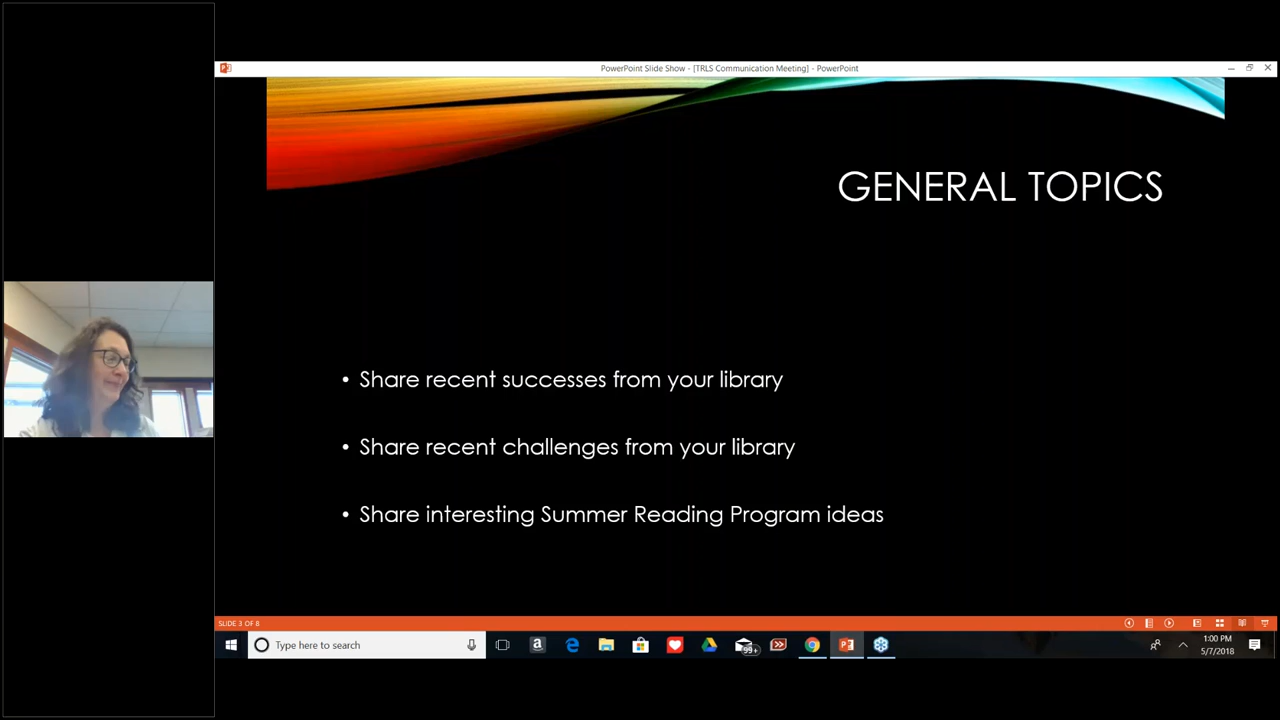 PowerPoint Slide Show - [TRLS Communication Meeting] - PowerPoint
GENERAL TOPICS
• Share recent successes from your library
• Share recent challenges from your library
• Share interesting Summer Reading Program ideas
SLIDE 3 OF 8
Type here to search
99+
1:00 PM
5/7/2018